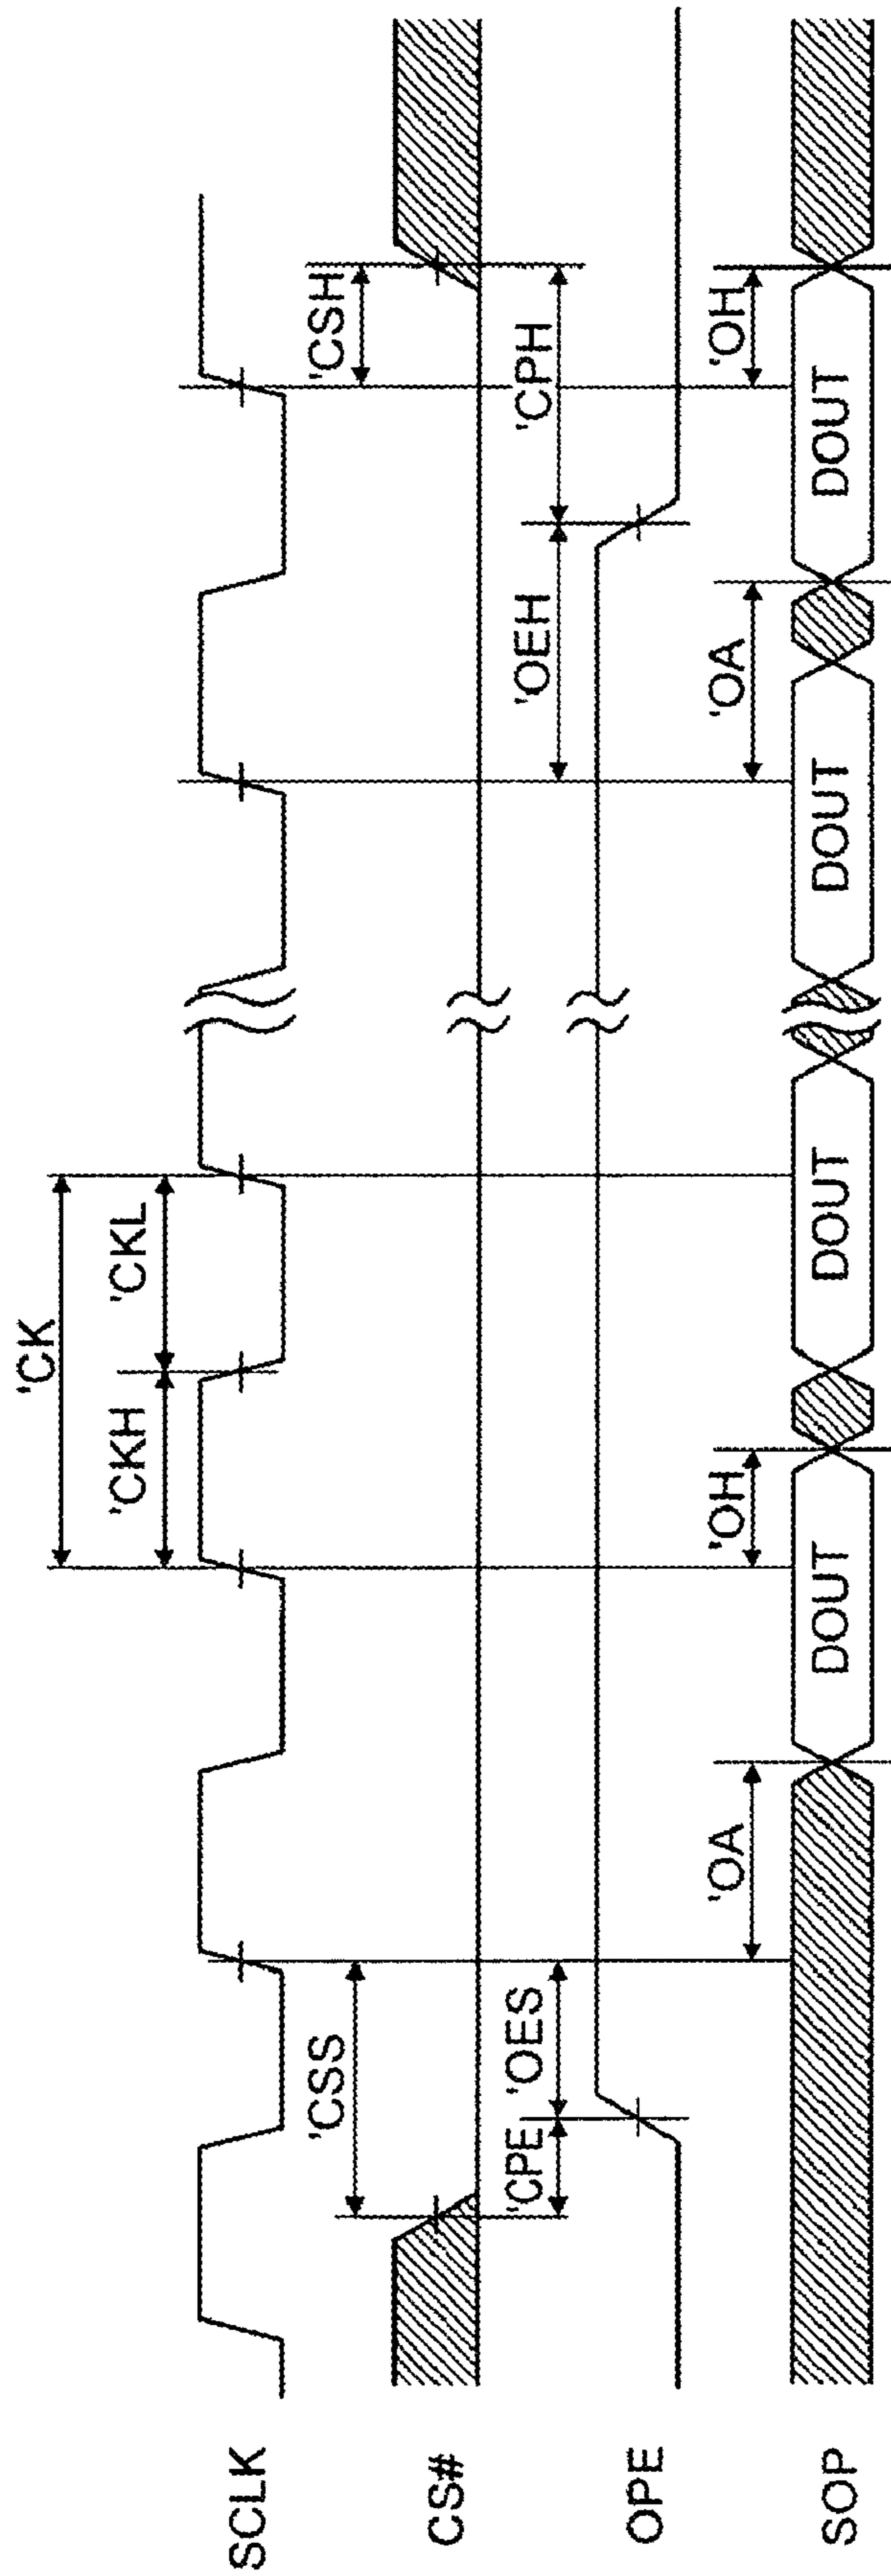 'CK
'CKH
'CKL
SCLK
'CSS
'CSH
CS#
'CPE
'OES
'OEH
'CPH
OPE
'OA
'OH
'OA
'OH
SOP
DOUT
DOUT
DOUT
DOUT